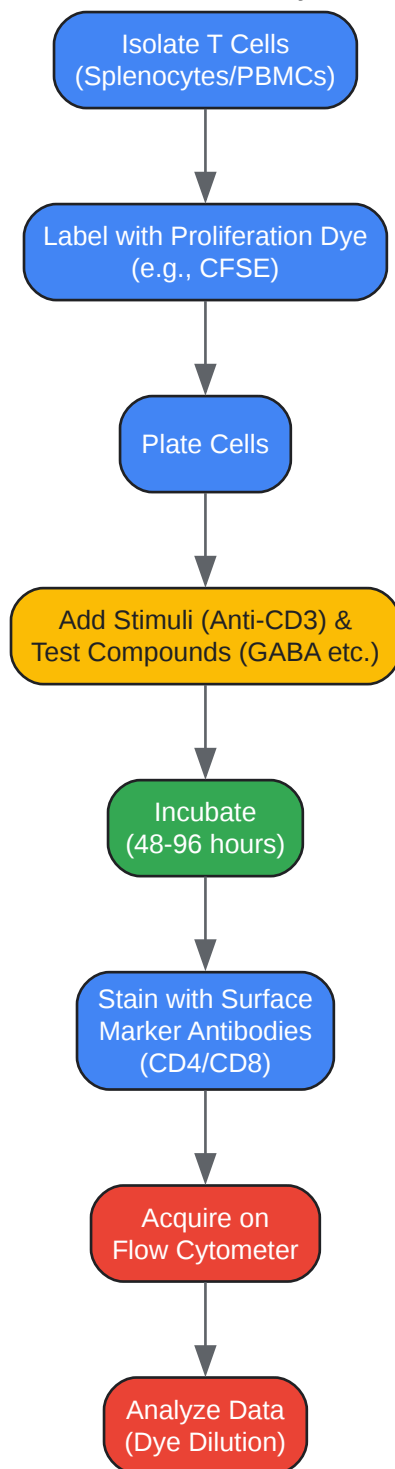 Isolate T Cells
(Splenocytes/PBMCs)
Label with Proliferation Dye
(e.g., CFSE)
Plate Cells
Add Stimuli (Anti-CD3) &
Test Compounds (GABA etc.)
Incubate
(48-96 hours)
Stain with Surface
Marker Antibodies
(CD4/CD8)
Acquire on
Flow Cytometer
Analyze Data
(Dye Dilution)